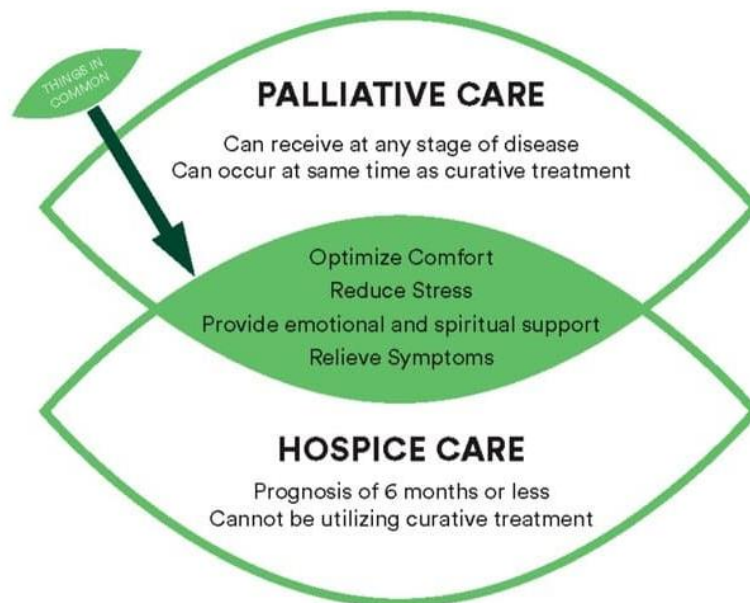 THINGS IN
COMMON
PALLIATIVE CARE
Can receive at any stage of disease
Can occur at same time as curative treatment
Optimize Comfort
Reduce Stress
Provide emotional and spiritual support
Relieve Symptoms
HOSPICE CARE
Prognosis of 6 months or less
Cannot be utilizing curative treatment